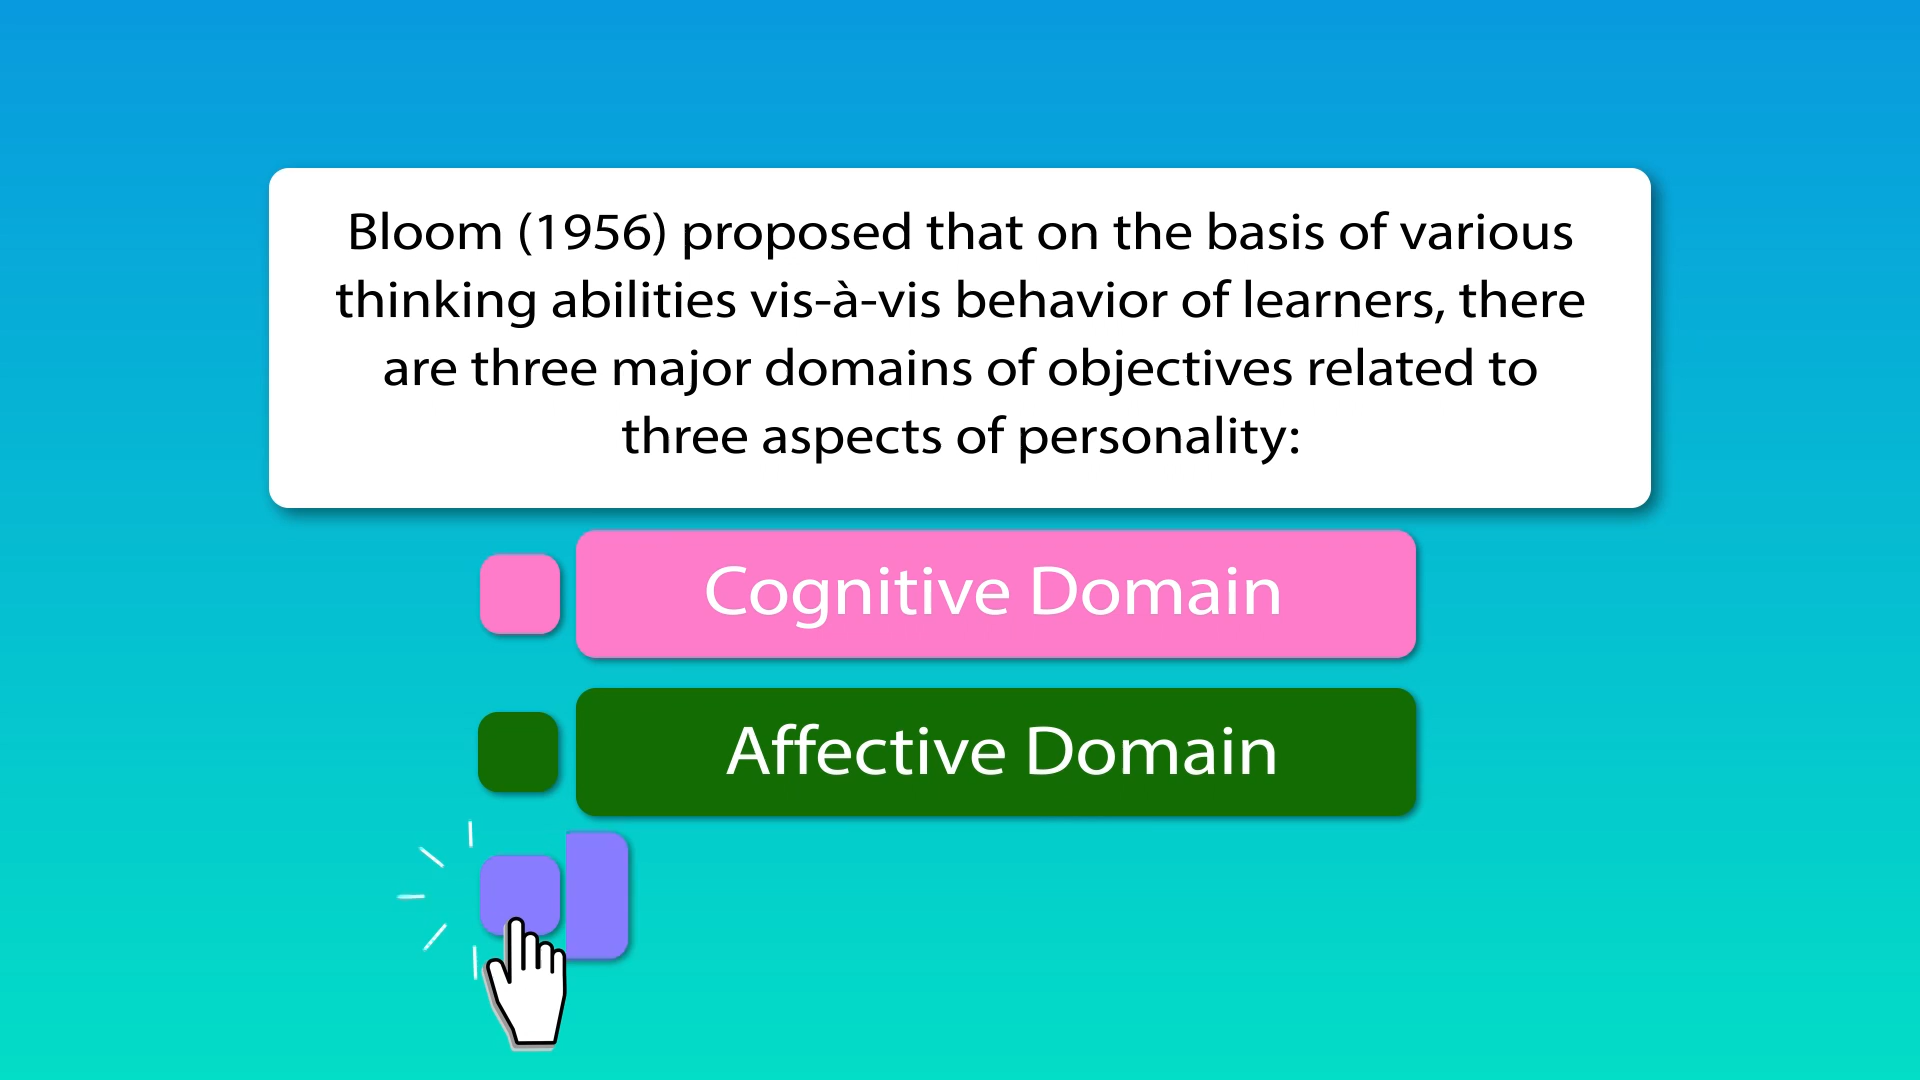 Bloom (1956) proposed that on the basis of various
thinking abilities vis-à-vis behavior of learners, there
are three major domains of objectives related to
three aspects of personality:
Cognitive Domain
Affective Domain